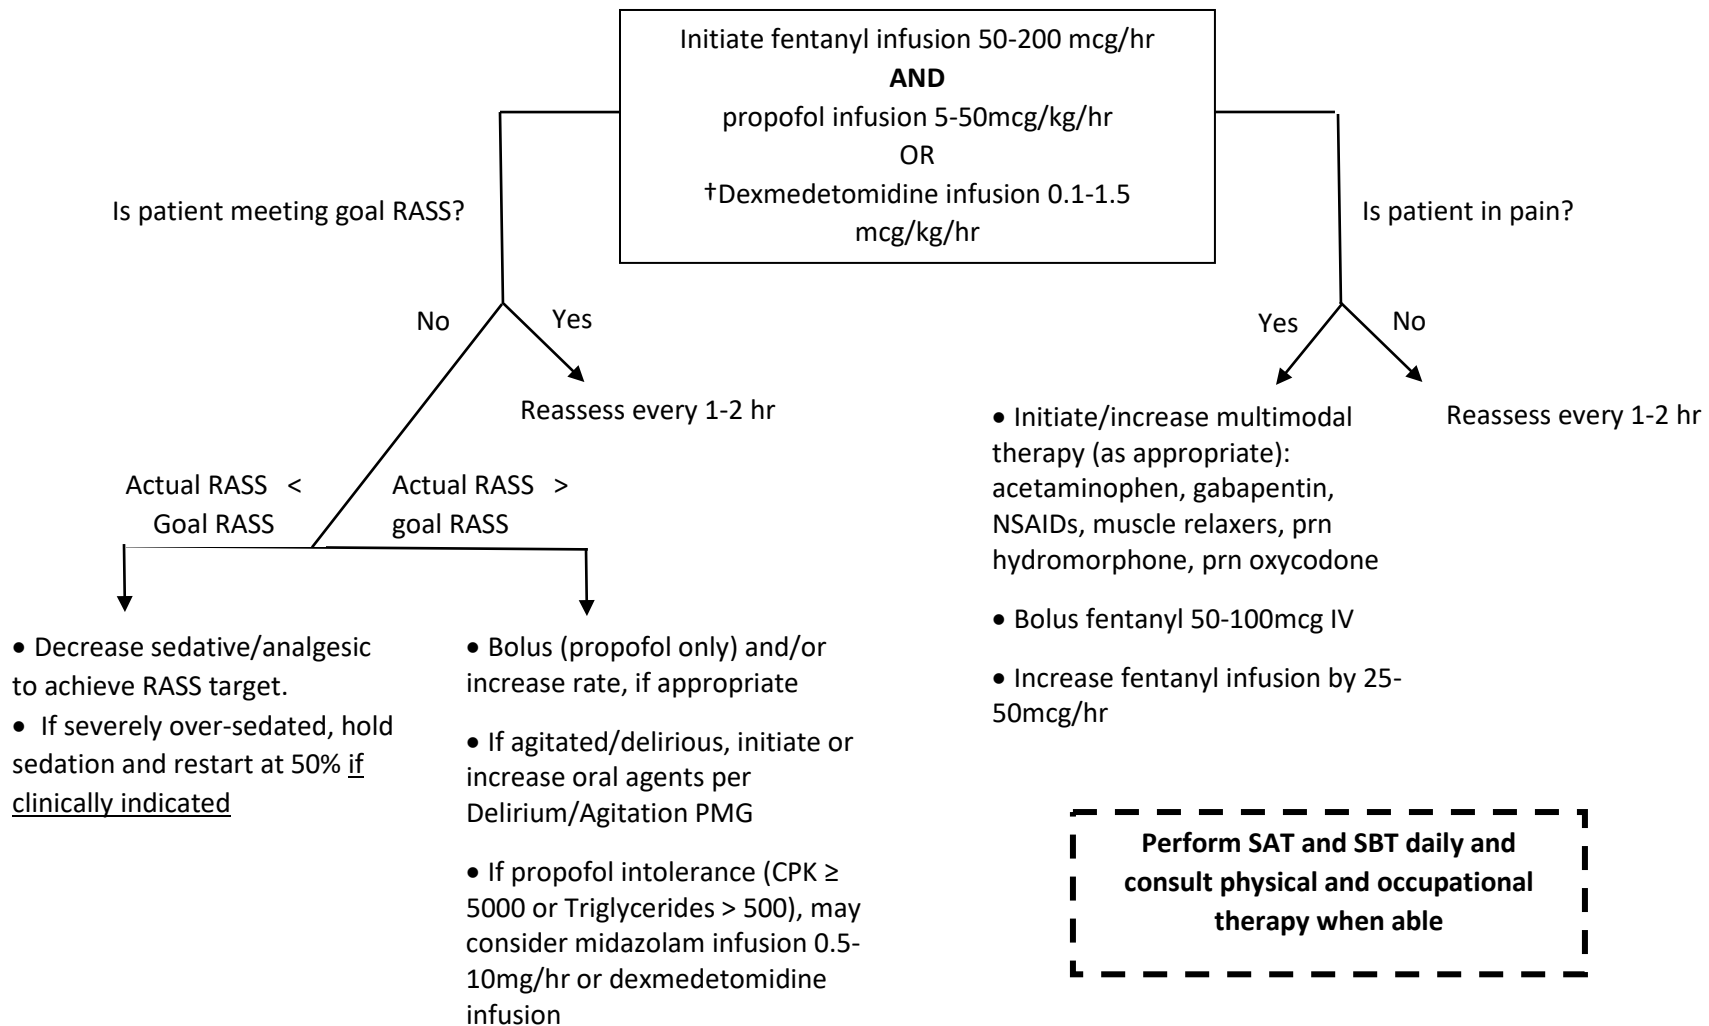 Initiate fentanyl infusion 50-200 mcg/hr
AND
propofol infusion 5-50mcg/kg/hr
OR
†Dexmedetomidine infusion 0.1-1.5
mcg/kg/hr
Is patient meeting goal RASS?
No
Yes
Reassess every 1-2 hr
Actual RASS <
Goal RASS
Actual RASS >
goal RASS
• Decrease sedative/analgesic
to achieve RASS target.
• If severely over-sedated, hold
sedation and restart at 50% if
clinically indicated
• Bolus (propofol only) and/or
increase rate, if appropriate
• If agitated/delirious, initiate or
increase oral agents per
Delirium/Agitation PMG
• If propofol intolerance (CPK ≥
5000 or Triglycerides > 500), may
consider midazolam infusion 0.5-
10mg/hr or dexmedetomidine
infusion
Is patient in pain?
Yes
No
• Initiate/increase multimodal
therapy (as appropriate):
acetaminophen, gabapentin,
NSAIDs, muscle relaxers, prn
hydromorphone, prn oxycodone
• Bolus fentanyl 50-100mcg IV
• Increase fentanyl infusion by 25-
50mcg/hr
Reassess every 1-2 hr
Perform SAT and SBT daily and
consult physical and occupational
therapy when able